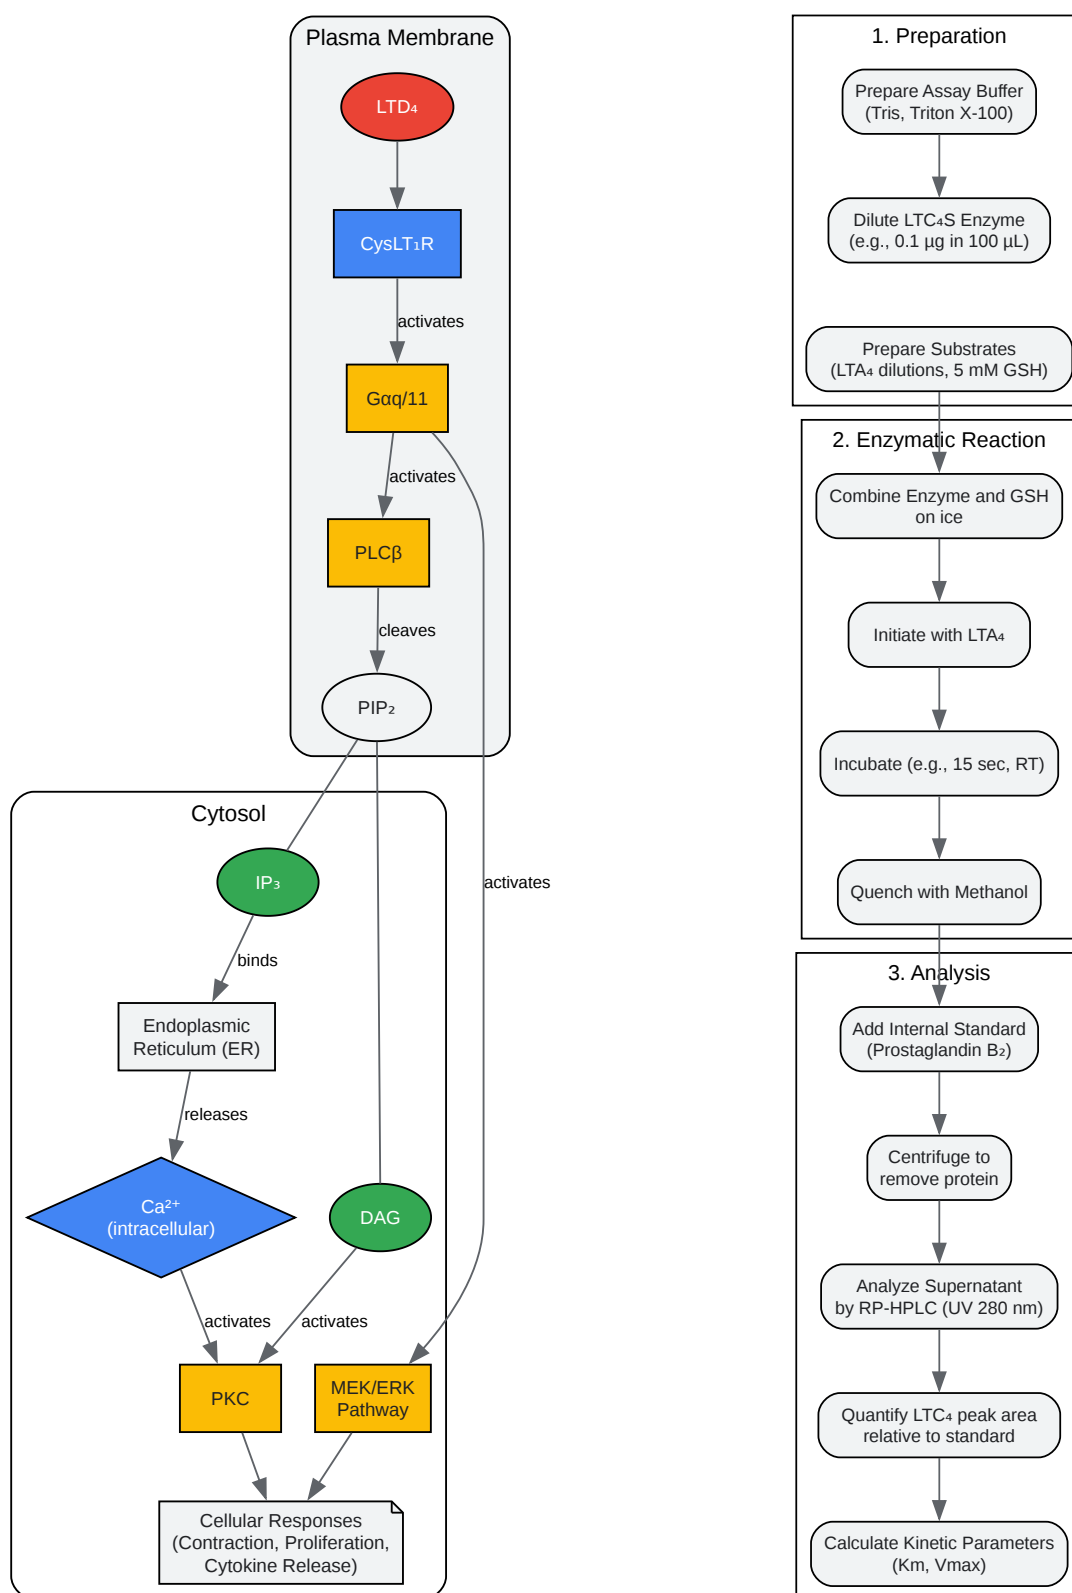 Plasma Membrane
LTD₄
CysLT₁R
activates
Gαq/11
activates
PLCβ
cleaves
PIP₂
Cytosol
IP₃
activates
binds
Endoplasmic
Reticulum (ER)
releases
Ca²⁺
(intracellular)
DAG
activates
activates
PKC
MEK/ERK
Pathway
Cellular Responses
(Contraction, Proliferation,
Cytokine Release)
1. Preparation
Prepare Assay Buffer
(Tris, Triton X-100)
Dilute LTC₄S Enzyme
(e.g., 0.1 µg in 100 µL)
Prepare Substrates
(LTA₄ dilutions, 5 mM GSH)
2. Enzymatic Reaction
Combine Enzyme and GSH
on ice
Initiate with LTA₄
Incubate (e.g., 15 sec, RT)
Quench with Methanol
3. Analysis
Add Internal Standard
(Prostaglandin B₂)
Centrifuge to
remove protein
Analyze Supernatant
by RP-HPLC (UV 280 nm)
Quantify LTC₄ peak area
relative to standard
Calculate Kinetic Parameters
(Km, Vmax)